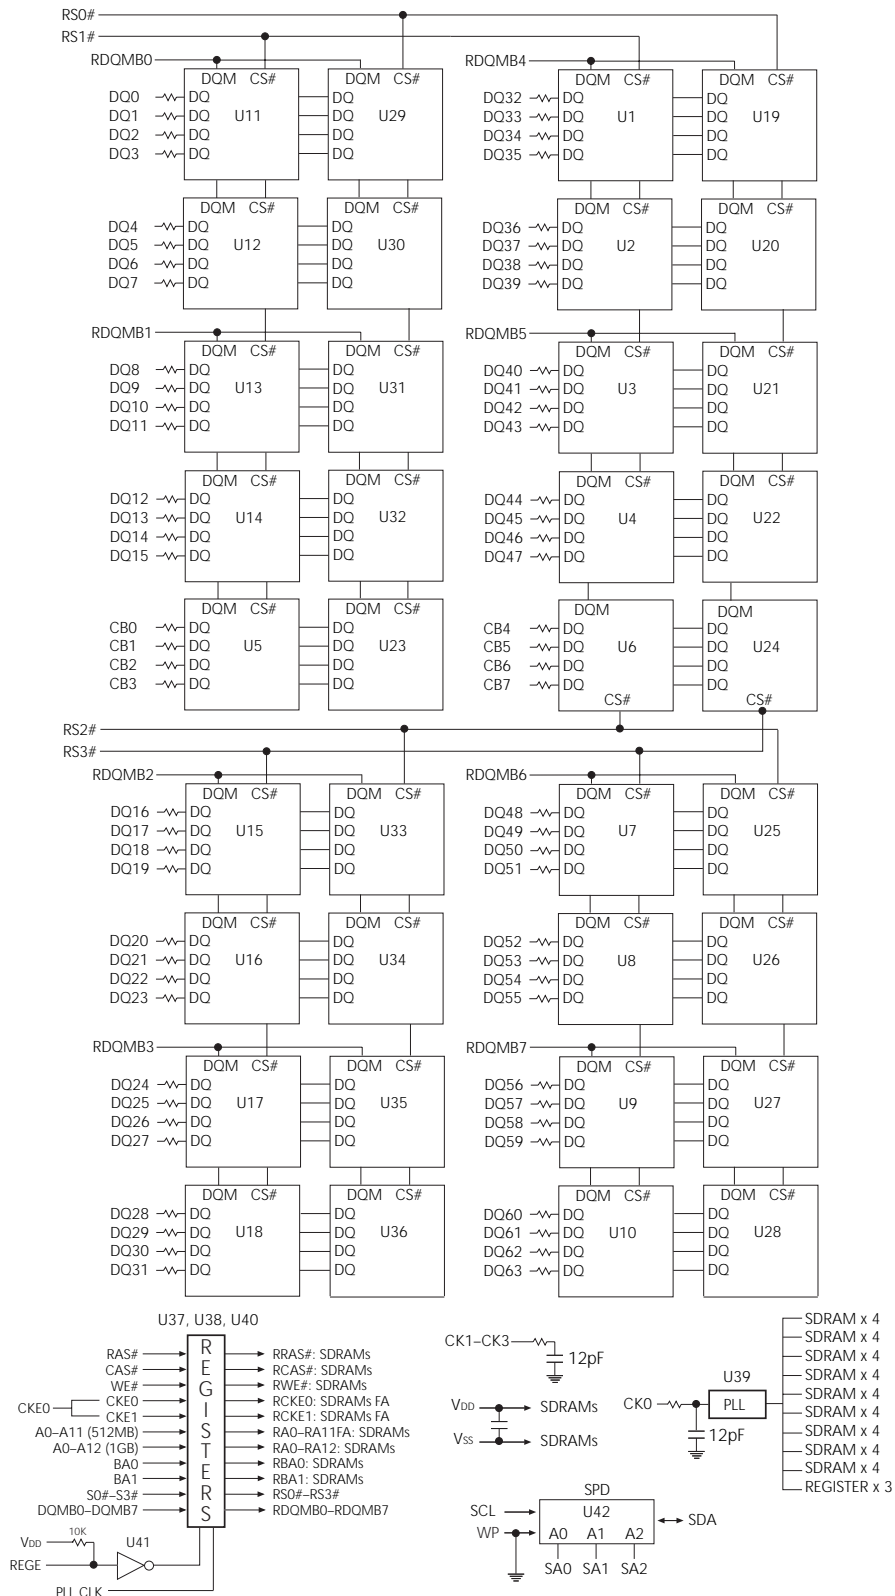 RS0#
RS1#
RDQMB0
RDQMB4
DQM CS#
DQM CS#
DQM CS#
DQM CS#
DQ0 DQ U11 DQ U29
DQ1 DQ DQ
DQ2 DQ DQ
DQ3 DQ DQ
DQ32 DQ U1 DQ U19
DQ33 DQ DQ
DQ34 DQ DQ
DQ35 DQ DQ
DQM CS#
DQM CS#
DQM CS#
DQM CS#
DQ4 DQ
DQ5 DQ U12 DQ U30
DQ6 DQ DQ
DQ7 DQ DQ
DQ
DQ36 DQ DQ
DQ37 DQ U2 DQ U20
DQ38 DQ DQ
DQ39 DQ DQ
RDQMB1
RDQMB5
DQM CS#
DQM CS#
DQM CS#
DQM CS#
DQ8 DQ DQ
DQ9 DQ U13 DQ U31
DQ10 DQ DQ
DQ11 DQ DQ
DQ40 DQ DQ
DQ41 DQ U3 DQ U21
DQ42 DQ DQ
DQ43 DQ DQ
DQM CS#
DQM CS#
DQM CS#
DQM CS#
DQ12 DQ DQ
DQ13 DQ U14 DQ U32
DQ14 DQ DQ
DQ15 DQ DQ
DQ44 DQ DQ
DQ45 DQ U4 DQ U22
DQ46 DQ DQ
DQ47 DQ DQ
DQM CS#
DQM CS#
DQM
DQM
CB0 DQ DQ
CB1 DQ U5 DQ U23
CB2 DQ DQ
CB3 DQ DQ
CB4 DQ DQ
CB5 DQ U6 DQ U24
CB6 DQ DQ
CB7 DQ DQ
CS#
CS#
RS2#
RS3#
RDQMB2
RDQMB6
DQM CS#
DQM CS#
DQM CS#
DQM CS#
DQ16 DQ DQ
DQ17 DQ U15 DQ U33
DQ18 DQ DQ
DQ19 DQ DQ
DQ48 DQ DQ
DQ49 DQ U7 DQ U25
DQ50 DQ DQ
DQ51 DQ DQ
DQM CS#
DQM CS#
DQM CS#
DQM CS#
DQ20 DQ DQ
DQ21 DQ U16 DQ U34
DQ22 DQ DQ
DQ23 DQ DQ
DQ52 DQ DQ
DQ53 DQ U8 DQ U26
DQ54 DQ DQ
DQ55 DQ DQ
RDQMB3
RDQMB7
DQM CS#
DQM CS#
DQM CS#
DQM CS#
DQ24 DQ DQ
DQ25 DQ U17 DQ U35
DQ26 DQ DQ
DQ27 DQ DQ
DQ56 DQ DQ
DQ57 DQ U9 DQ U27
DQ58 DQ DQ
DQ59 DQ DQ
DQM CS#
DQM CS#
DQM CS#
DQM CS#
DQ28 DQ DQ
DQ29 DQ U18 DQ U36
DQ30 DQ DQ
DQ31 DQ DQ
DQ60 DQ DQ
DQ61 DQ U10 DQ U28
DQ62 DQ DQ
DQ63 DQ DQ
U37, U38, U40
REGISTERS
RAS# RRAS#: SDRAMs
CAS# RCAS#: SDRAMs
WE# RWE#: SDRAMs
CKE0 CKE0 RCKE0: SDRAMs FA
CKE1 RCKE1: SDRAMs FA
A0–A11 (512MB) RA0–RA11FA: SDRAMs
A0–A12 (1GB) RA0–RA12: SDRAMs
BA0 RBA0: SDRAMs
BA1 RBA1: SDRAMs
S0#–S3# RS0#–RS3#
DQMB0–DQMB7 RDQMB0–RDQMB7
VDD 10K U41
REGE
PLL CLK
CK1–CK3
12pF
VDD SDRAMs
VSS SDRAMs
SPD
SCL U42
WP A0 A1 A2 SDA
SA0 SA1 SA2
U39
CK0 PLL
12pF
SDRAM x 4
SDRAM x 4
SDRAM x 4
SDRAM x 4
SDRAM x 4
SDRAM x 4
SDRAM x 4
SDRAM x 4
SDRAM x 4
REGISTER x 3